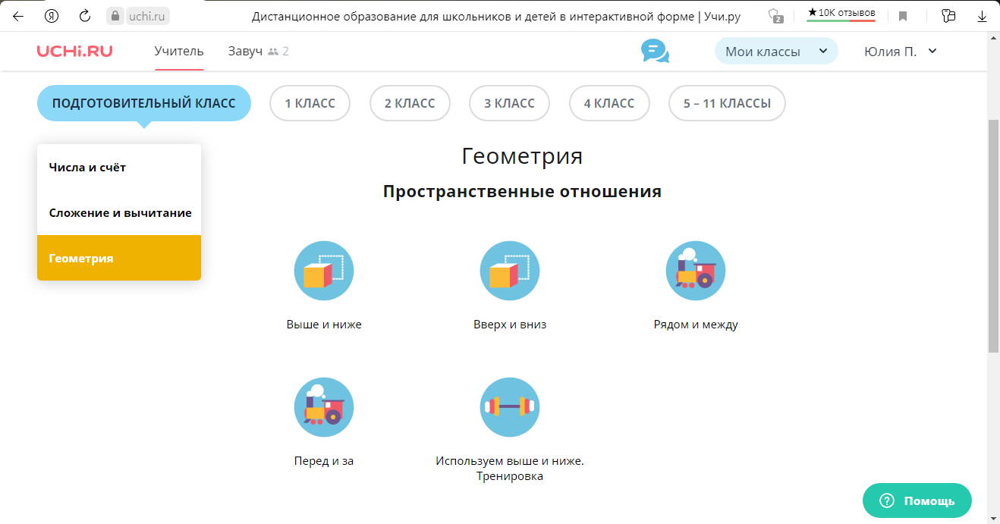 uchi.ru
Дистанционное образование для школьников и детей в интерактивной форме | Учи.ру
2
★10K отзывов
UCHi.RU
Учитель
Завуч 2
Мои классы
Юлия П.
ПОДГОТОВИТЕЛЬНЫЙ КЛАСС
1 КЛАСС
2 КЛАСС
3 КЛАСС
4 КЛАСС
5 – 11 КЛАССЫ
Числа и счёт
Сложение и вычитание
Геометрия
Геометрия
Пространственные отношения
Выше и ниже
Вверх и вниз
Рядом и между
Перед и за
Используем выше и ниже.
Тренировка
? Помощь